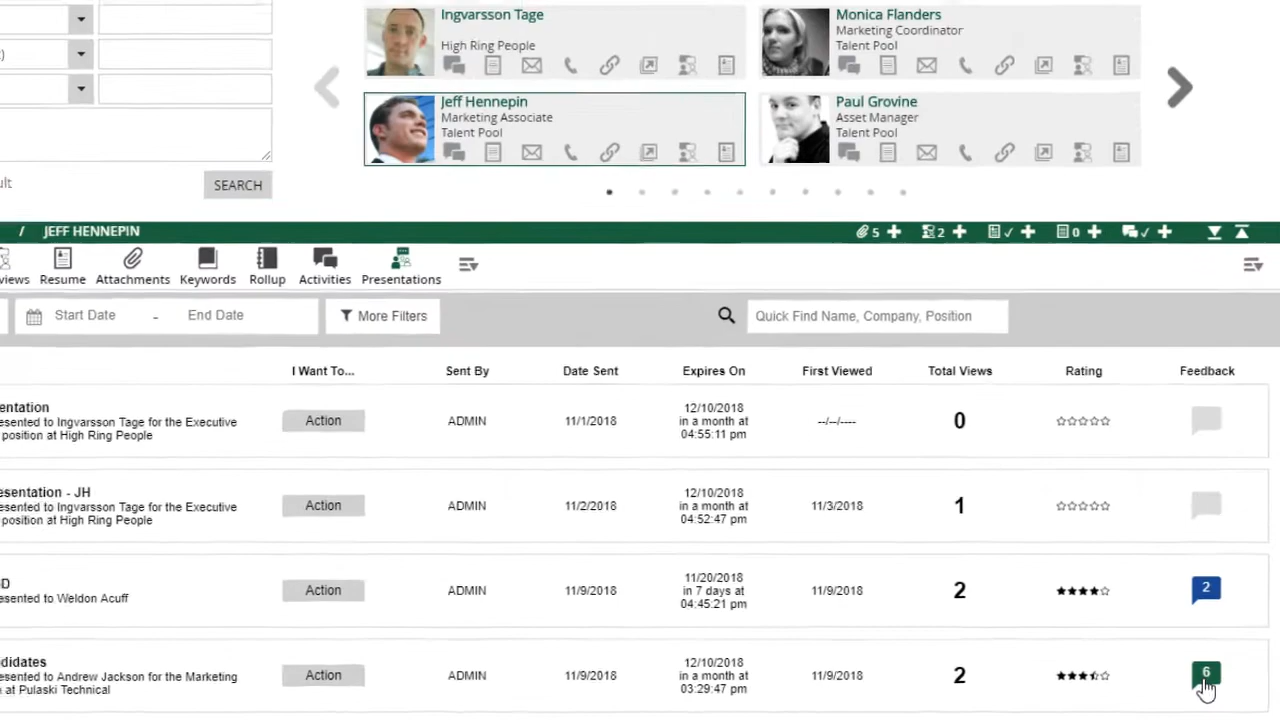 Ingvarsson Tage
High Ring People
Monica Flanders
Marketing Coordinator
Talent Pool
Jeff Hennepin
Marketing Associate
Talent Pool
Paul Grovine
Asset Manager
Talent Pool
SEARCH
/ JEFF HENNEPIN
5 2 0
Resume Attachments Keywords Rollup Activities Presentations
Start Date - End Date More Filters Quick Find Name, Company, Position
I Want To... Sent By Date Sent Expires On First Viewed Total Views Rating Feedback
entation
esented to Ingvarsson Tage for the Executive
position at High Ring People
Action ADMIN 11/1/2018
12/10/2018
in a month at
04:55:11 pm
--/--/---- 0
esentation - JH
esented to Ingvarsson Tage for the Executive
position at High Ring People
Action ADMIN 11/2/2018
12/10/2018
in a month at
04:52:47 pm
11/3/2018 1
esented to Weldon Acuff
Action ADMIN 11/9/2018
11/20/2018
in 7 days at
04:45:21 pm
11/9/2018 2 2
didates
esented to Andrew Jackson for the Marketing
at Pulaski Technical
Action ADMIN 11/9/2018
12/10/2018
in a month at
03:29:47 pm
11/9/2018 2 6